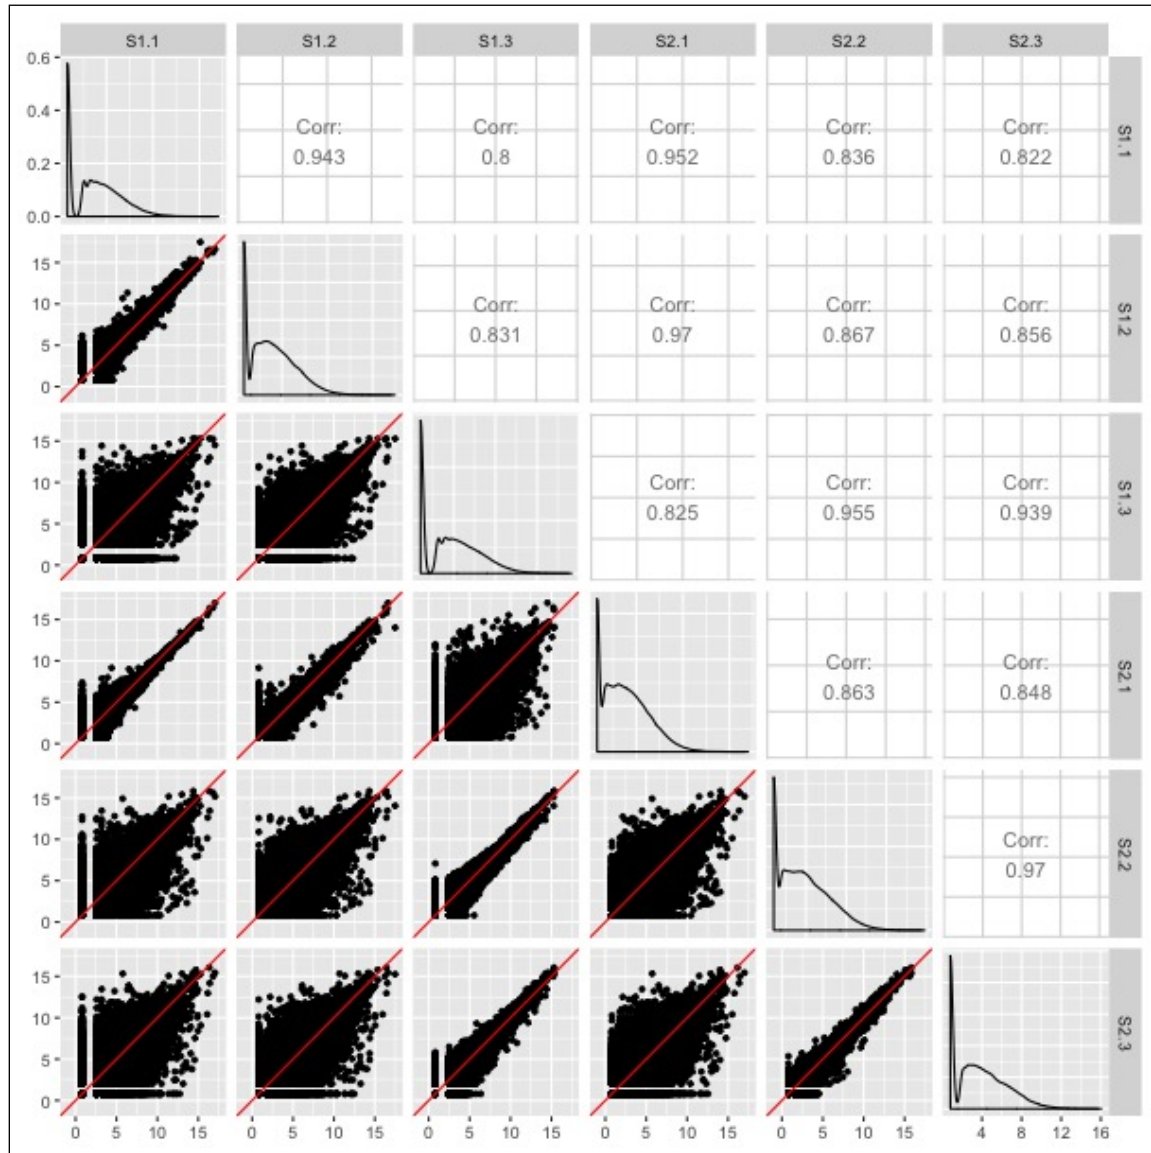 S1.1 S1.2 S1.3 S2.1 S2.2 S2.3
0.6
0.4
0.2
0.0
Corr:
0.943
Corr:
0.8
Corr:
0.952
Corr:
0.836
Corr:
0.822
S1.1
15
10
5
0
Corr:
0.831
Corr:
0.97
Corr:
0.867
Corr:
0.856
S1.2
15
10
5
0
Corr:
0.825
Corr:
0.955
Corr:
0.939
S1.3
15
10
5
0
Corr:
0.863
Corr:
0.848
S2.1
15
10
5
0
Corr:
0.97
S2.2
15
10
5
0
S2.3
0 5 10 15 0 5 10 15 0 5 10 15 0 5 10 15 0 5 10 15 4 8 12 16